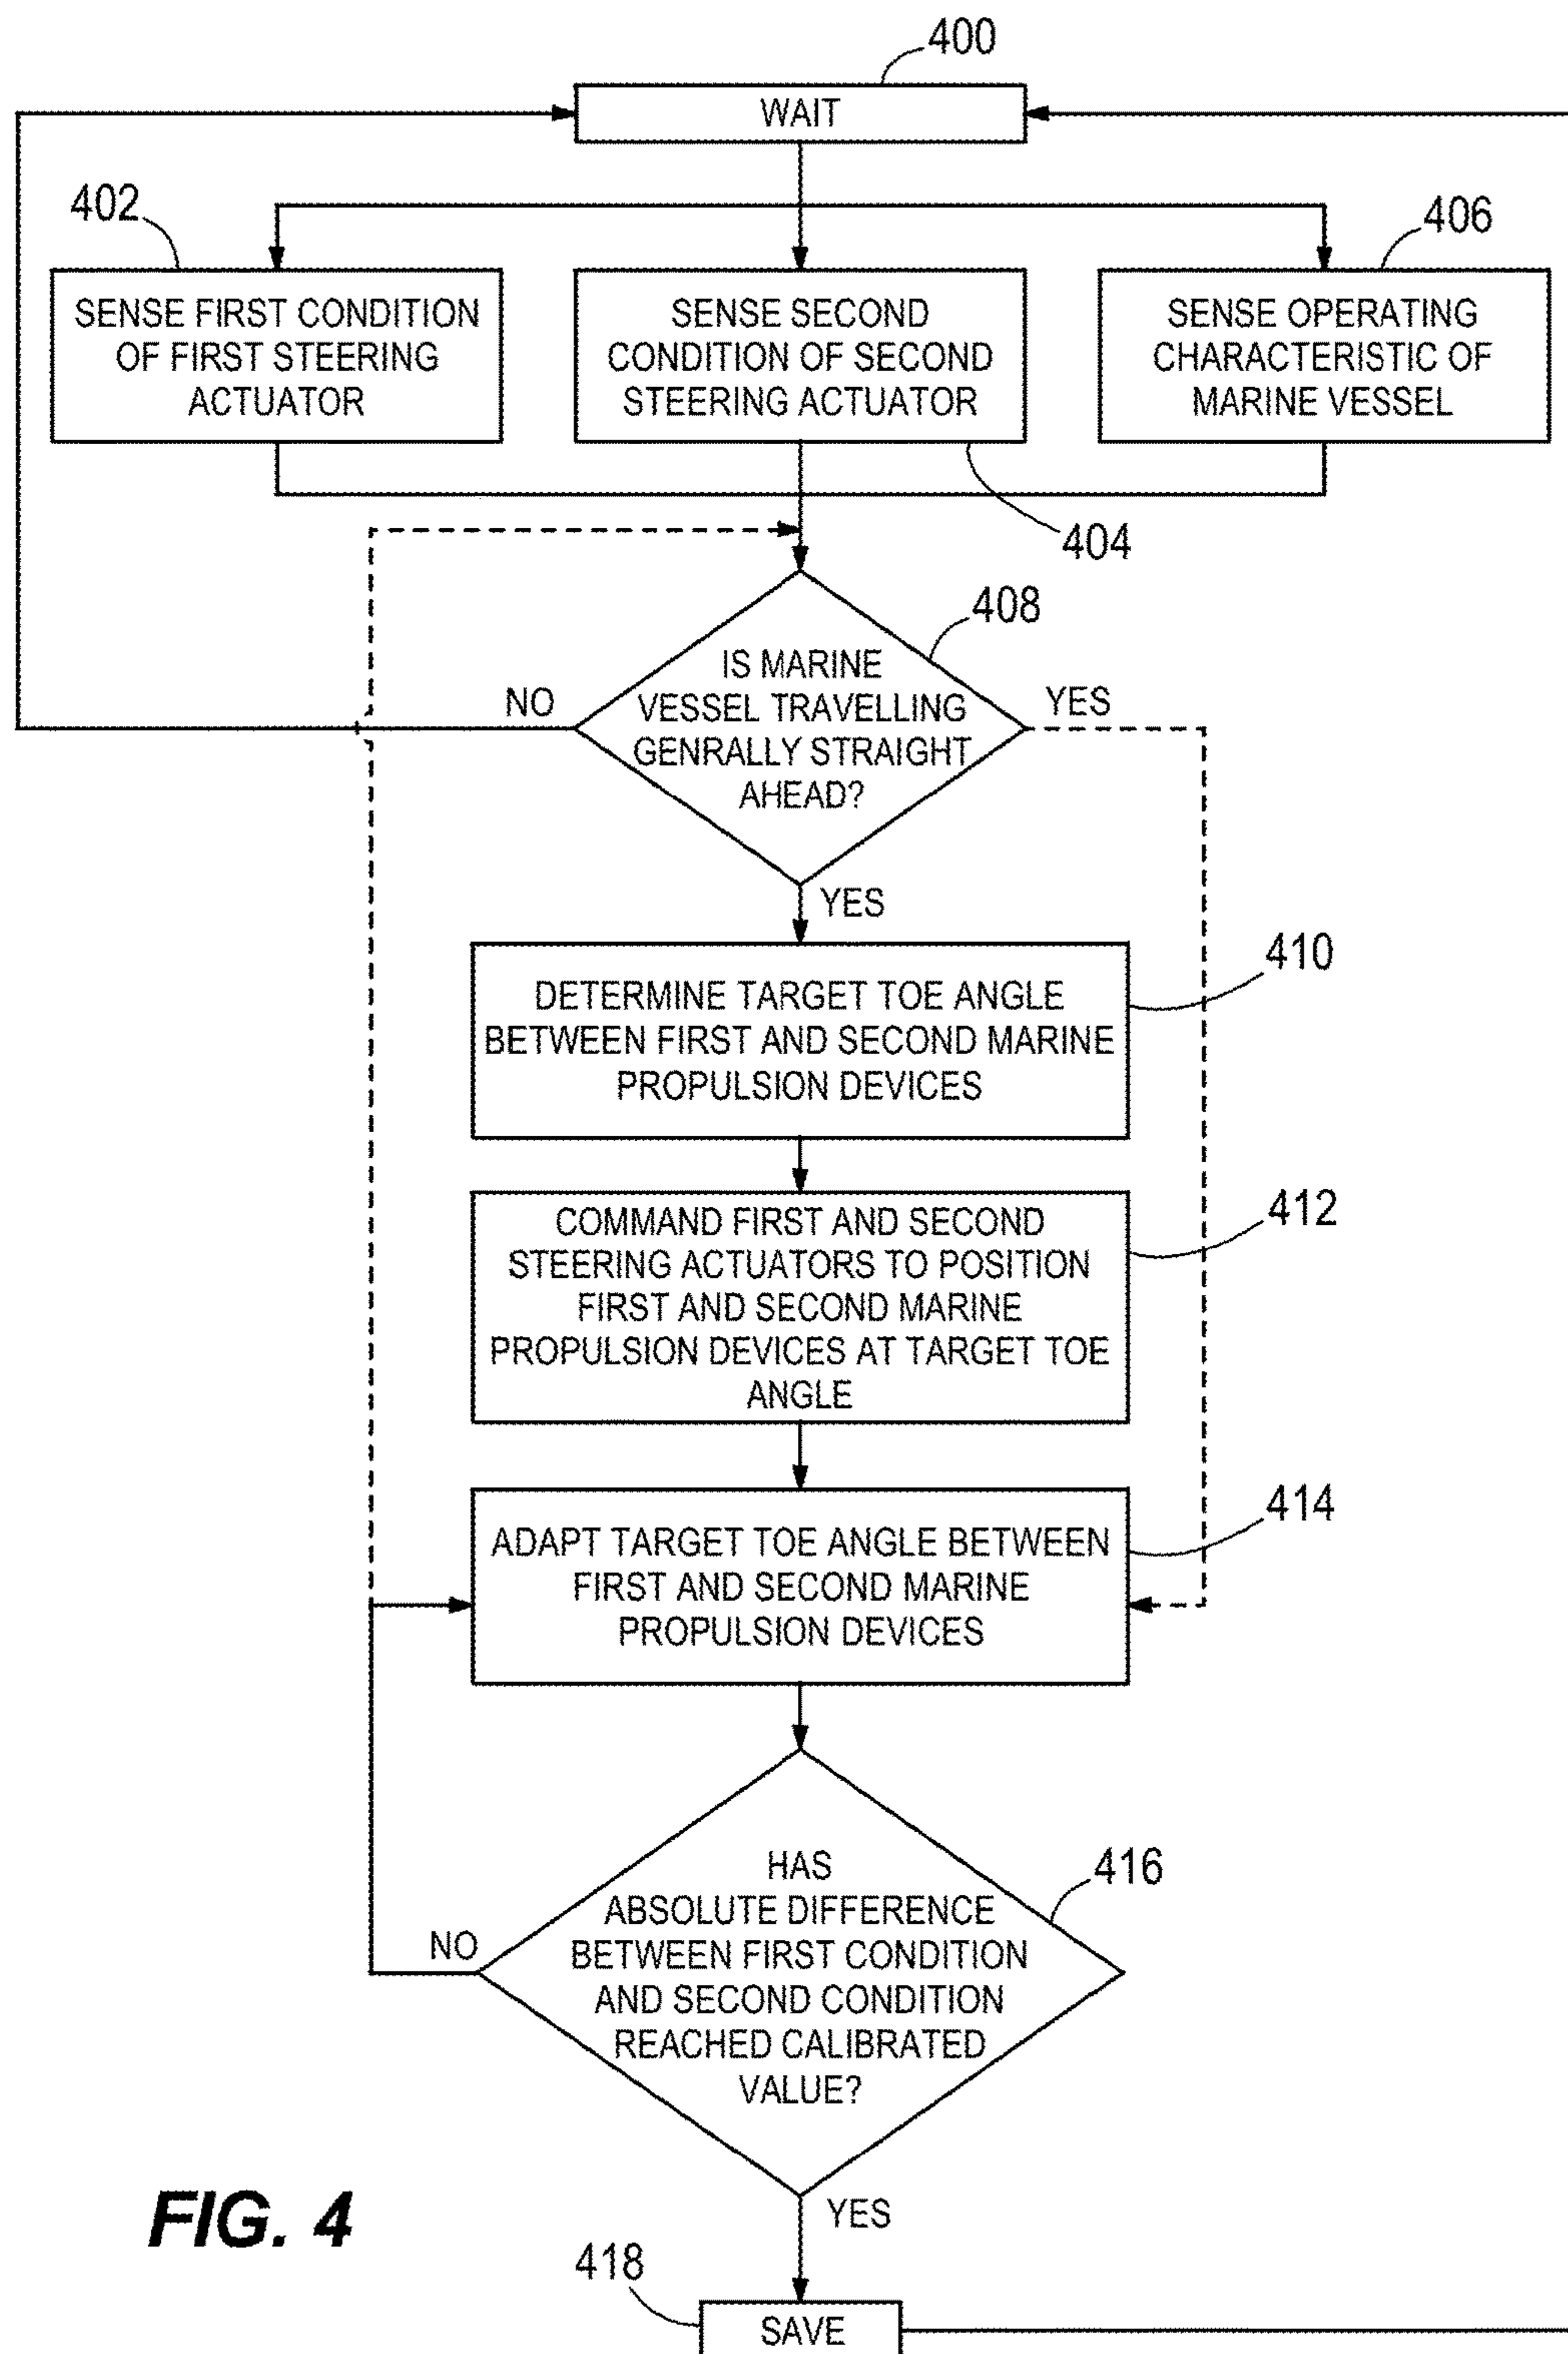 400
WAIT
402
406
SENSE FIRST CONDITION
OF FIRST STEERING
ACTUATOR
SENSE SECOND
CONDITION OF SECOND
STEERING ACTUATOR
SENSE OPERATING
CHARACTERISTIC OF
MARINE VESSEL
404
408
IS MARINE
VESSEL TRAVELLING
GENRALLY STRAIGHT
AHEAD?
NO
YES
YES
410
DETERMINE TARGET TOE ANGLE
BETWEEN FIRST AND SECOND MARINE
PROPULSION DEVICES
412
COMMAND FIRST AND SECOND
STEERING ACTUATORS TO POSITION
FIRST AND SECOND MARINE
PROPULSION DEVICES AT TARGET TOE
ANGLE
414
ADAPT TARGET TOE ANGLE BETWEEN
FIRST AND SECOND MARINE
PROPULSION DEVICES
416
HAS
ABSOLUTE DIFFERENCE
BETWEEN FIRST CONDITION
AND SECOND CONDITION
REACHED CALIBRATED
VALUE?
NO
YES
FIG. 4
418
SAVE